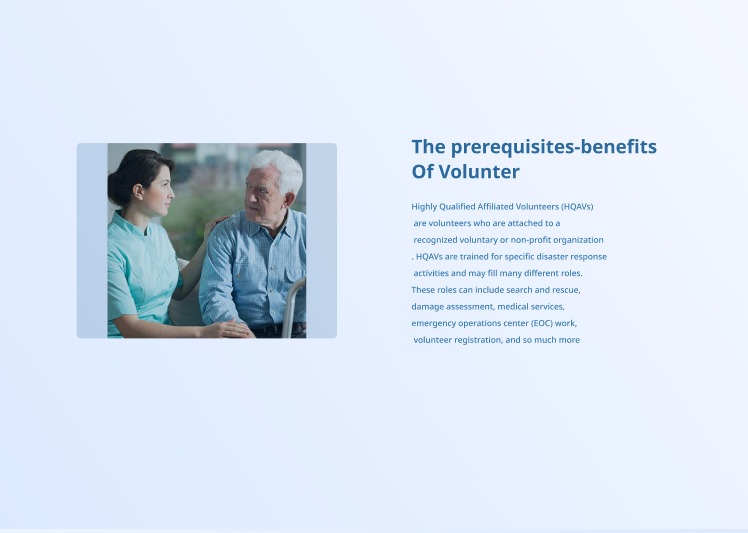 The prerequisites-benefits
Of Volunter
Highly Qualified Affiliated Volunteers (HQAVs)
are volunteers who are attached to a
recognized voluntary or non-profit organization
. HQAVs are trained for specific disaster response
activities and may fill many different roles.
These roles can include search and rescue,
damage assessment, medical services,
emergency operations center (EOC) work,
volunteer registration, and so much more